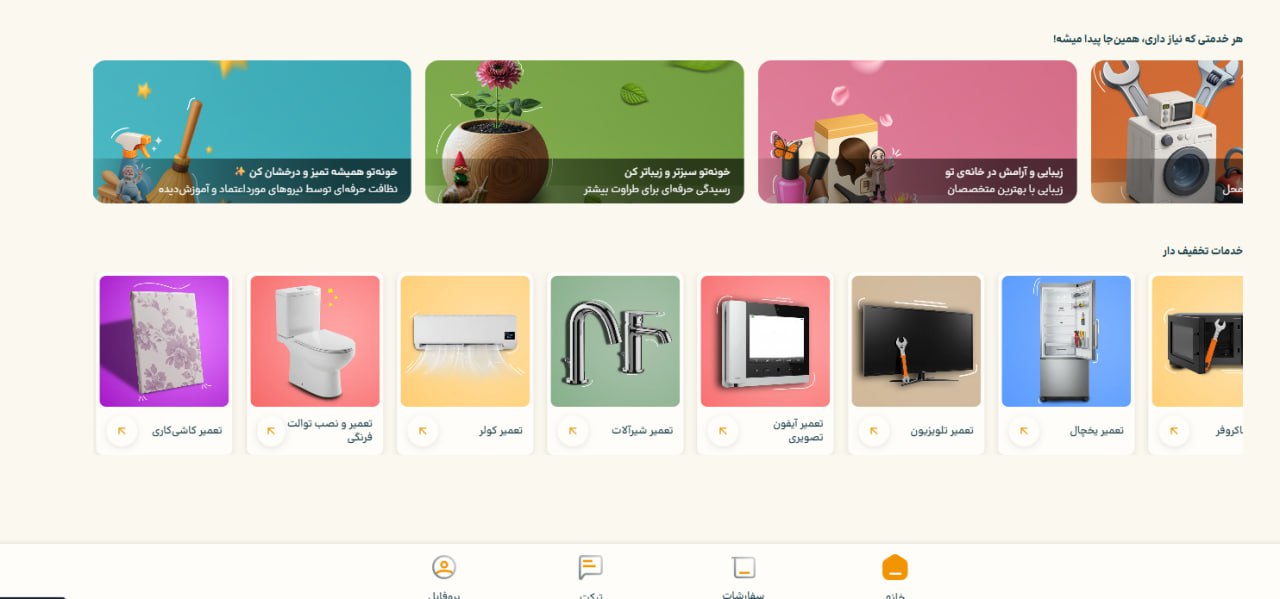 هر خدمتی که نیاز داری، همین‌جا پیدا میشه!
محل
زیبایی و آرامش در خانه‌ی تو
زیبایی با بهترین متخصصان
خونه‌تو سبزتر و زیباتر کن
رسیدگی حرفه‌ای برای طراوت بیشتر
خونه‌تو همیشه تمیز و درخشان کن ✨
نظافت حرفه‌ای توسط نیروهای مورداعتماد و آموزش‌دیده
خدمات تخفیف دار
تعمیر یخچال
تعمیر تلویزیون
تعمیر آیفون
تصویری
تعمیر شیرآلات
تعمیر کولر
تعمیر و نصب توالت
فرنگی
تعمیر کاشی‌کاری
خانه
سفارشات
تیکت
پروفایل